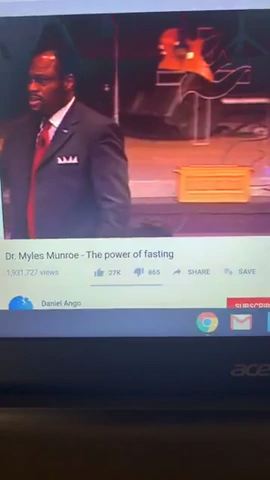 Dr. Myles Munroe - The power of fasting
1,931,727 views
27K
865
SHARE
SAVE
Daniel Ango
acer